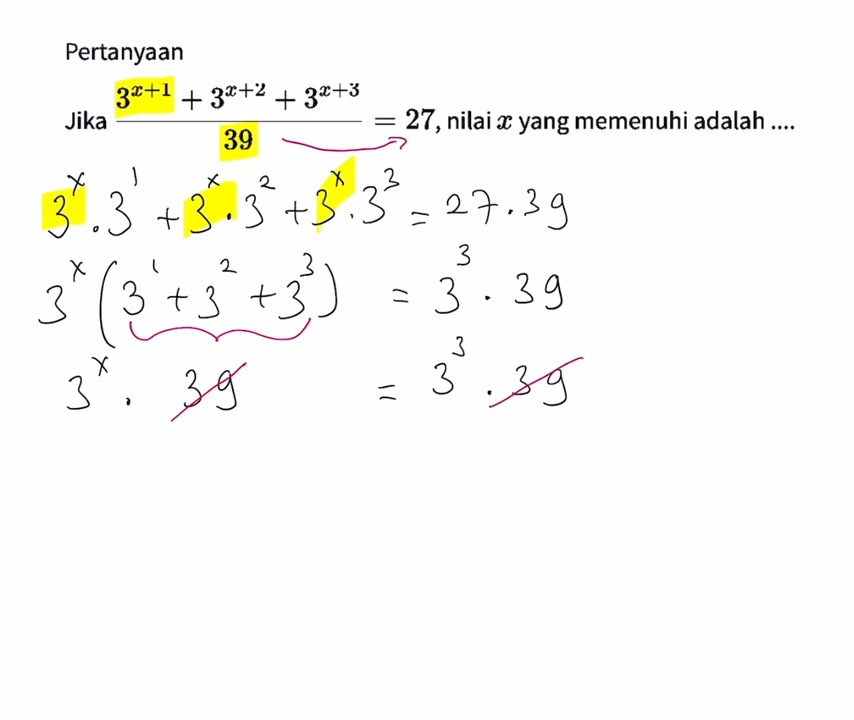 Pertanyaan
Jika (3^{x+1} + 3^{x+2} + 3^{x+3})/39 = 27, nilai x yang memenuhi adalah ....
3^x . 3^1 + 3^x . 3^2 + 3^x . 3^3 = 27 . 39
3^x (3^1 + 3^2 + 3^3) = 3^3 . 39
3^x . 39 = 3^3 . 39